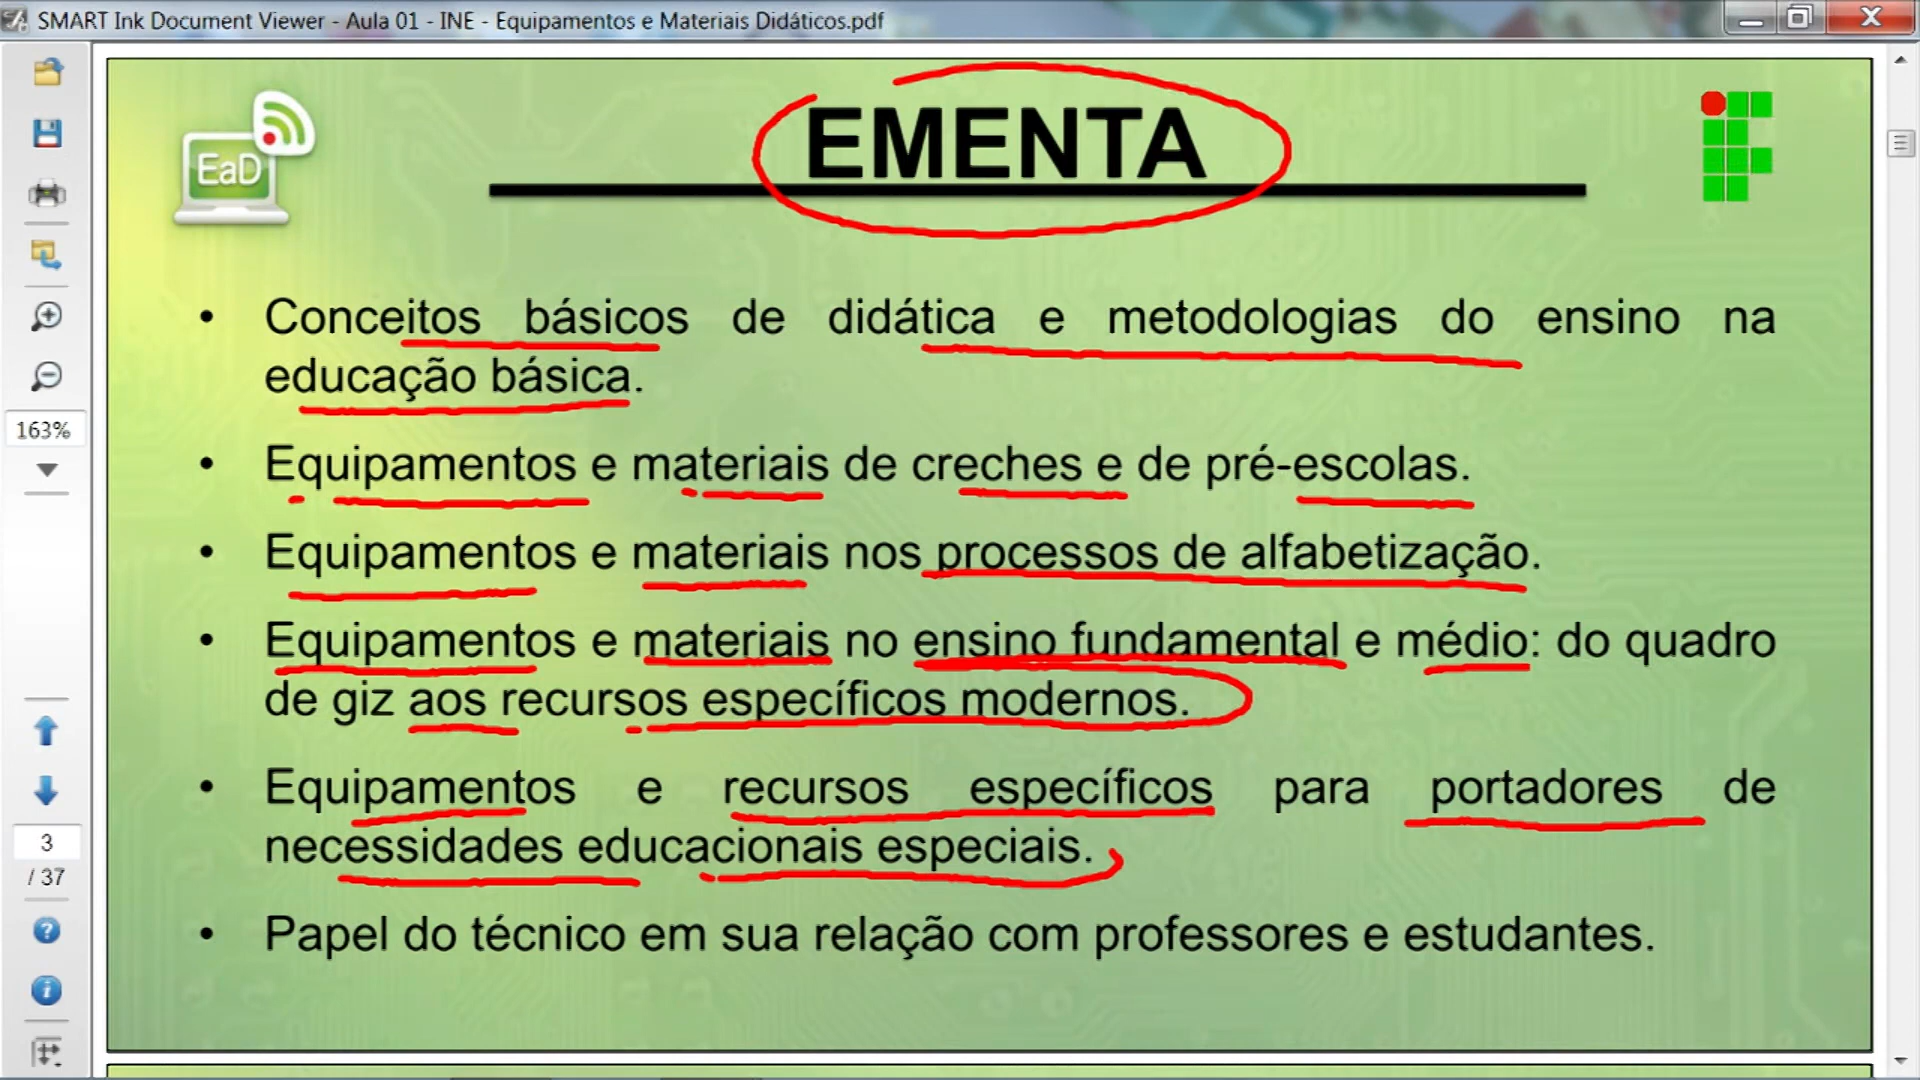 SMART Ink Document Viewer - Aula 01 - INE - Equipamentos e Materiais Didáticos.pdf
EaD
EMENTA
• Conceitos básicos de didática e metodologias do ensino na
educação básica.
• Equipamentos e materiais de creches e de pré-escolas.
• Equipamentos e materiais nos processos de alfabetização.
• Equipamentos e materiais no ensino fundamental e médio: do quadro
de giz aos recursos específicos modernos.
• Equipamentos e recursos específicos para portadores de
necessidades educacionais especiais.
• Papel do técnico em sua relação com professores e estudantes.
163%
3
/ 37